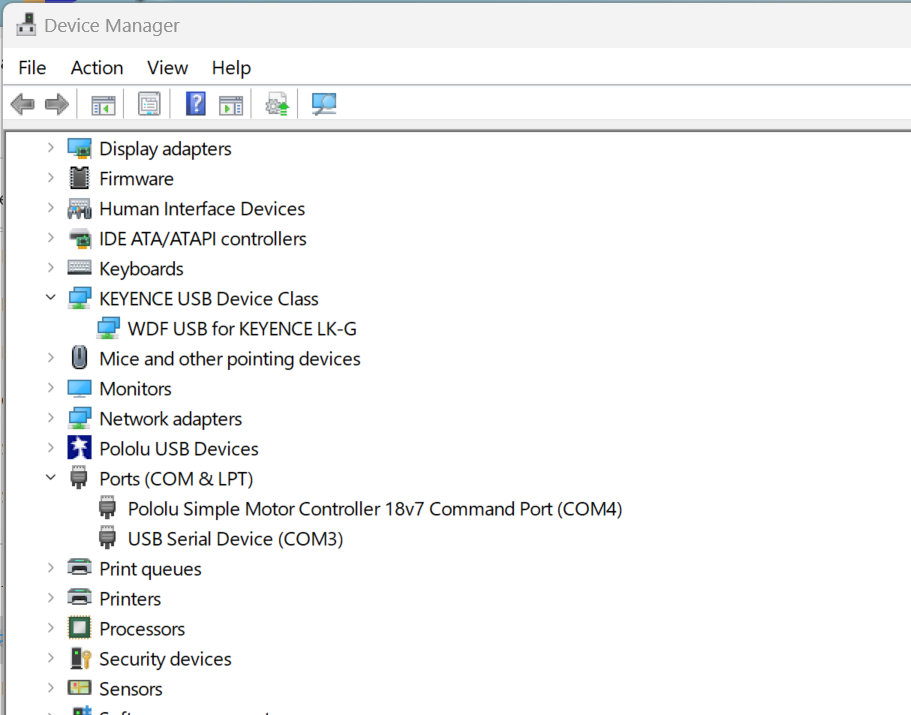 Device Manager
File Action View Help
Display adapters
Firmware
Human Interface Devices
IDE ATA/ATAPI controllers
Keyboards
KEYENCE USB Device Class
WDF USB for KEYENCE LK-G
Mice and other pointing devices
Monitors
Network adapters
Pololu USB Devices
Ports (COM & LPT)
Pololu Simple Motor Controller 18v7 Command Port (COM4)
USB Serial Device (COM3)
Print queues
Printers
Processors
Security devices
Sensors